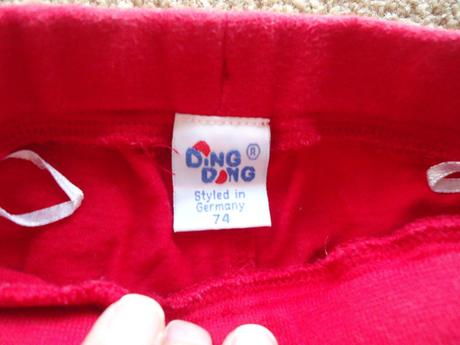 DING ®
DONG
Styled in
Germany
74